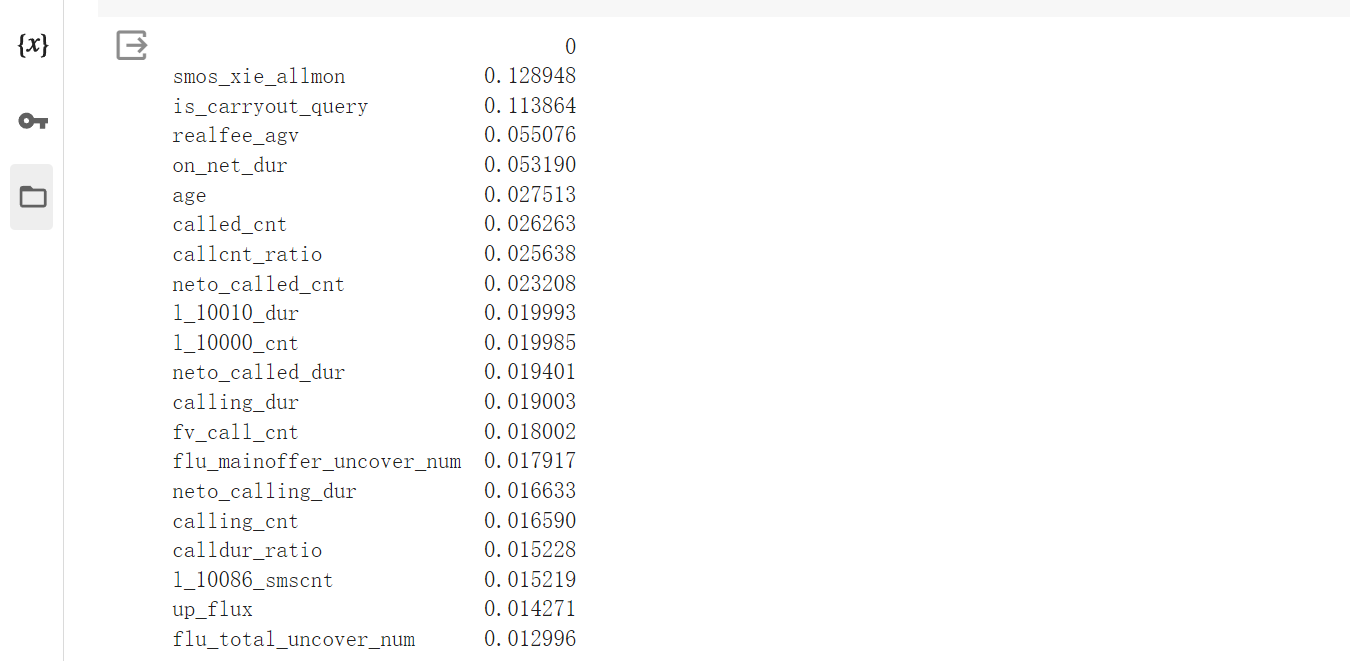 {x}
0
smos_xie_allmon 0.128948
is_carryout_query 0.113864
realfee_agv 0.055076
on_net_dur 0.053190
age 0.027513
called_cnt 0.026263
callcnt_ratio 0.025638
neto_called_cnt 0.023208
l_10010_dur 0.019993
l_10000_cnt 0.019985
neto_called_dur 0.019401
calling_dur 0.019003
fv_call_cnt 0.018002
flu_mainoffer_uncover_num 0.017917
neto_calling_dur 0.016633
calling_cnt 0.016590
calldur_ratio 0.015228
l_10086_smscnt 0.015219
up_flux 0.014271
flu_total_uncover_num 0.012996